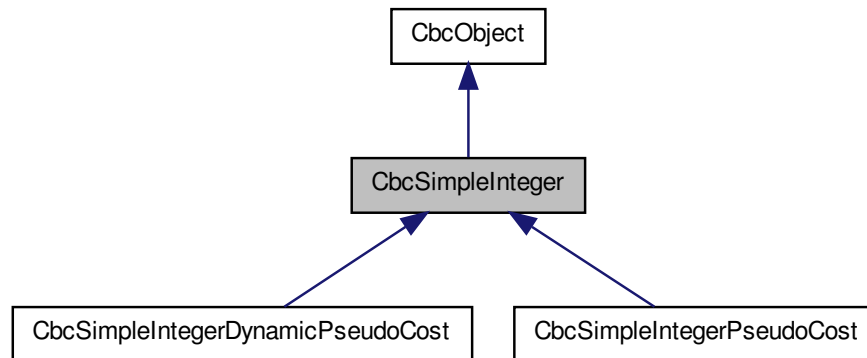 CbcObject
CbcSimpleInteger
CbcSimpleIntegerDynamicPseudoCost
CbcSimpleIntegerPseudoCost